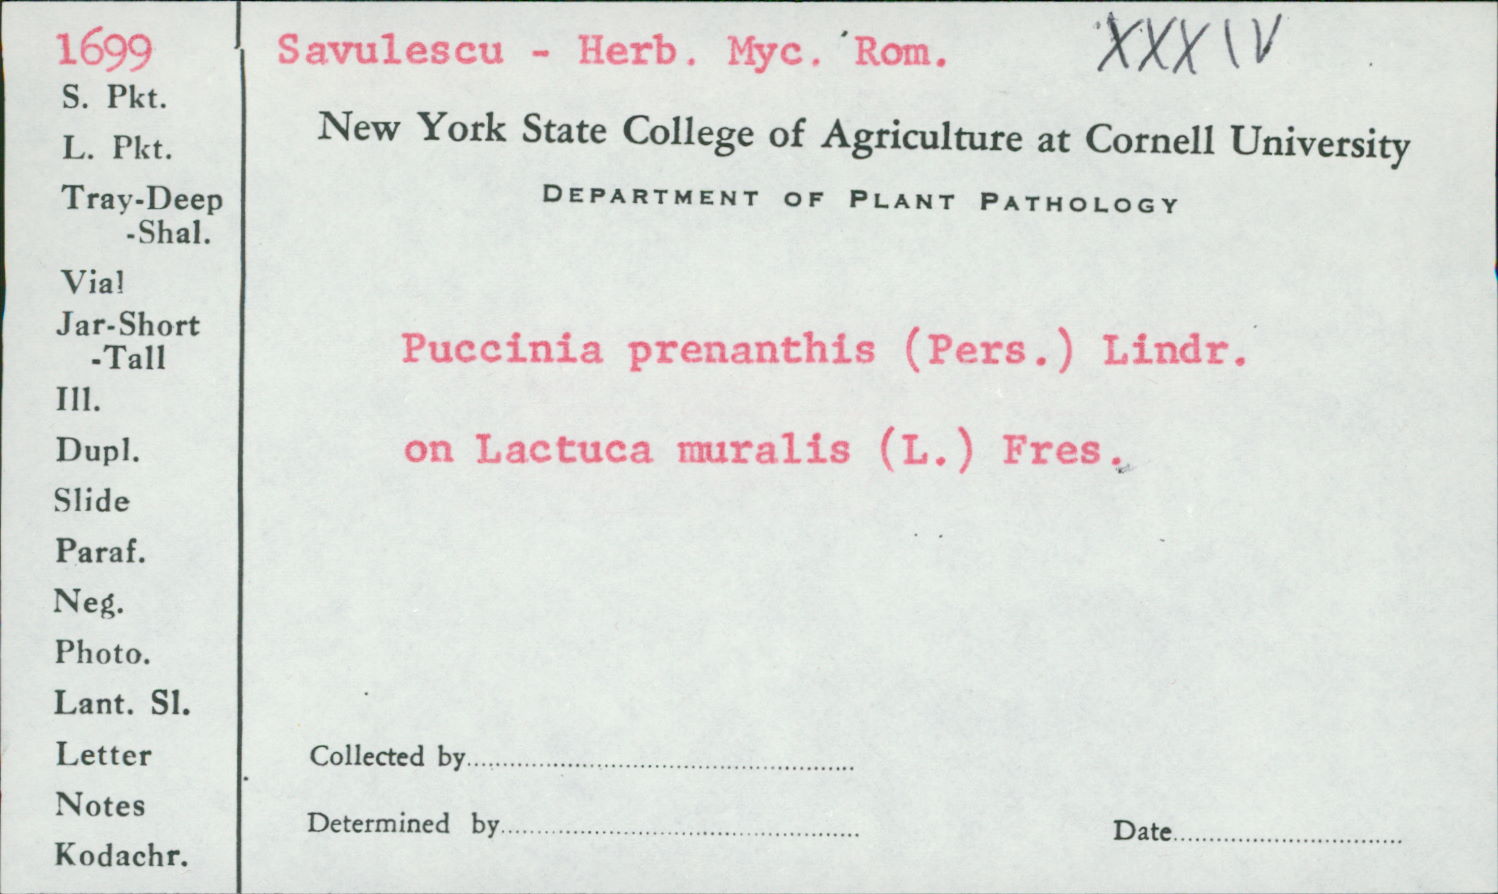 1699
Savulescu - Herb. Myc. Rom. XXXIV
S. Pkt.
L. Pkt.
Tray-Deep
-Shal.
Vial
Jar-Short
-Tall
Ill.
Dupl.
Slide
Paraf.
Neg.
Photo.
Lant. Sl.
Letter
Notes
Kodachr.
New York State College of Agriculture at Cornell University
DEPARTMENT OF PLANT PATHOLOGY
Puccinia prenanthis (Pers.) Lindr.
on Lactuca muralis (L.) Fres.
Collected by
Determined by
Date